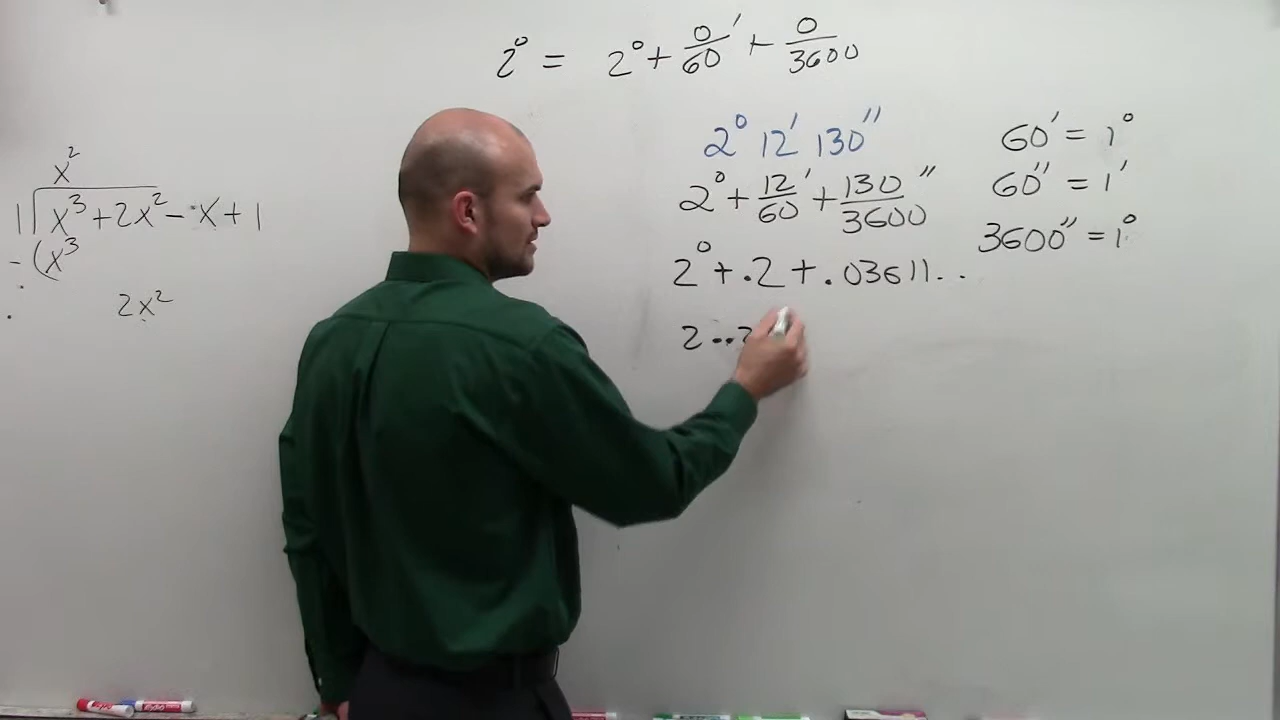 2° = 2° + 0/60' + 0/3600
2° 12' 130"
2° + 12/60' + 130/3600"
2° + .2 + .03611..
60' = 1°
60" = 1'
3600" = 1°
x²
1 x³ + 2x² - x + 1
- (x³
2x²